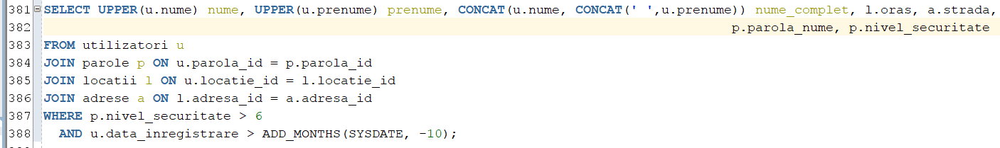 381 SELECT UPPER(u.nume) nume, UPPER(u.prenume) prenume, CONCAT(u.nume, CONCAT(' ',u.prenume)) nume_complet, l.oras, a.strada,
382 p.parola_nume, p.nivel_securitate
383 FROM utilizatori u
384 JOIN parole p ON u.parola_id = p.parola_id
385 JOIN locatii l ON u.locatie_id = l.locatie_id
386 JOIN adrese a ON l.adresa_id = a.adresa_id
387 WHERE p.nivel_securitate > 6
388 AND u.data_inregistrare > ADD_MONTHS(SYSDATE, -10);